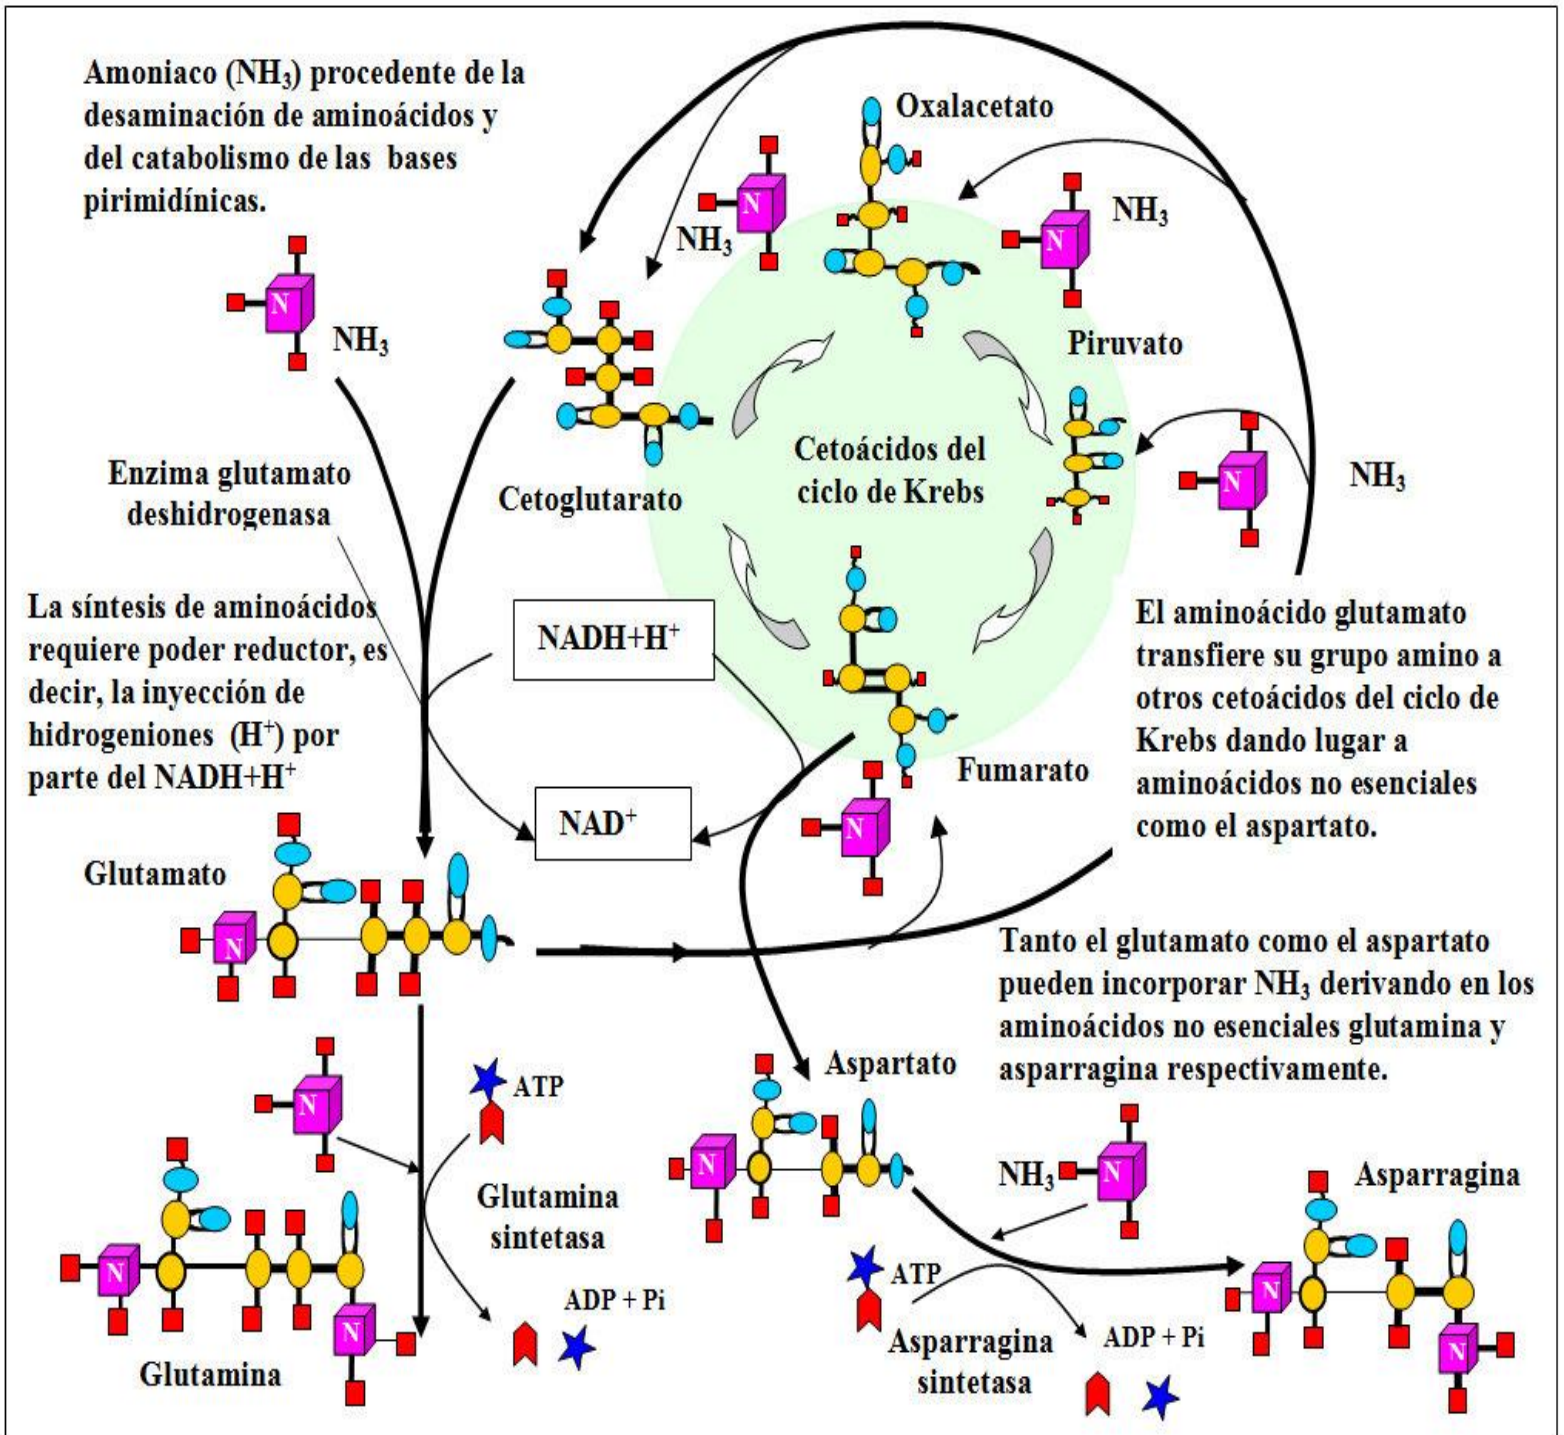 Amoniaco (NH₃) procedente de la
desaminación de aminoácidos y
del catabolismo de las bases
pirimidínicas.
Oxalacetato
N
NH₃
N
NH₃
N
NH₃
Piruvato
N
NH₃
Cetoácidos del
ciclo de Krebs
Cetoglutarato
Enzima glutamato
deshidrogenasa
La síntesis de aminoácidos
requiere poder reductor, es
decir, la inyección de
hidrogeniones (H⁺) por
parte del NADH+H⁺
NADH+H⁺
NAD⁺
Fumarato
N
El aminoácido glutamato
transfiere su grupo amino a
otros cetoácidos del ciclo de
Krebs dando lugar a
aminoácidos no esenciales
como el aspartato.
Glutamato
N
Tanto el glutamato como el aspartato
pueden incorporar NH₃ derivando en los
aminoácidos no esenciales glutamina y
asparragina respectivamente.
N
ATP
Glutamina
sintetasa
ADP + Pi
N
N
Glutamina
Aspartato
N
NH₃
N
ATP
Asparragina
sintetasa
ADP + Pi
Asparragina
N
N